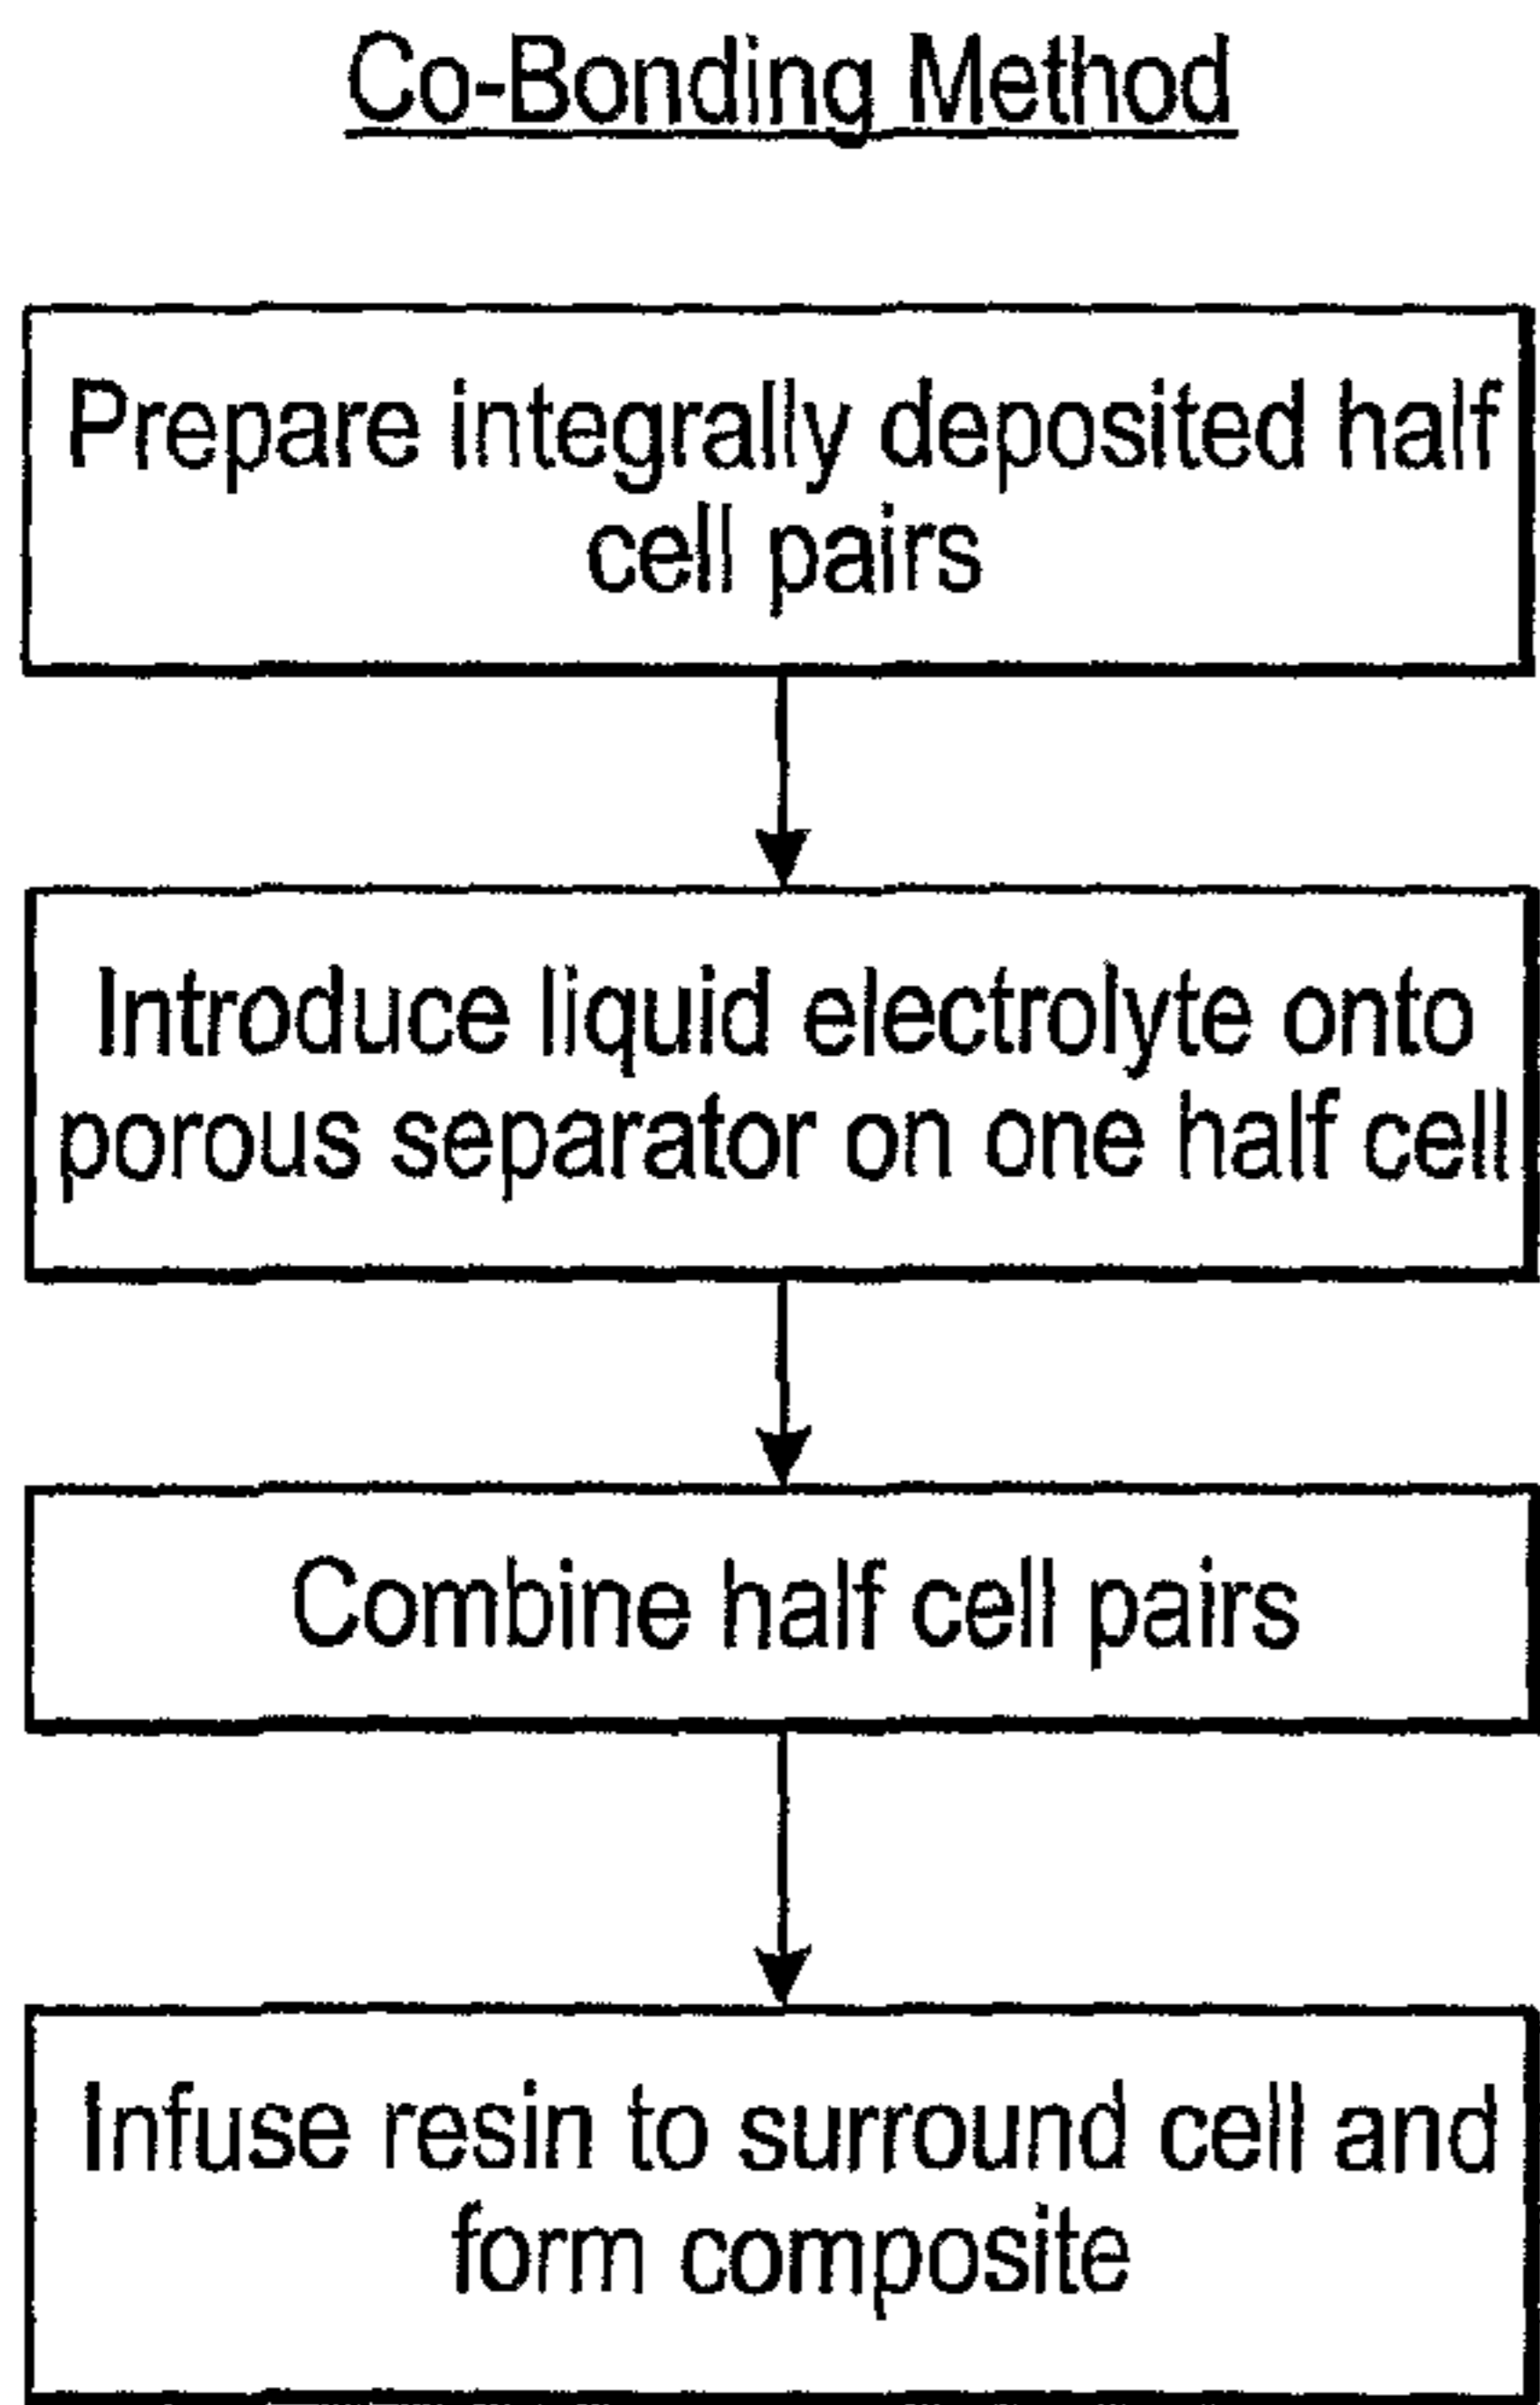 Co-Bonding Method
Prepare integrally deposited half
cell pairs
Introduce liquid electrolyte onto
porous separator on one half cell
Combine half cell pairs
Infuse resin to surround cell and
form composite